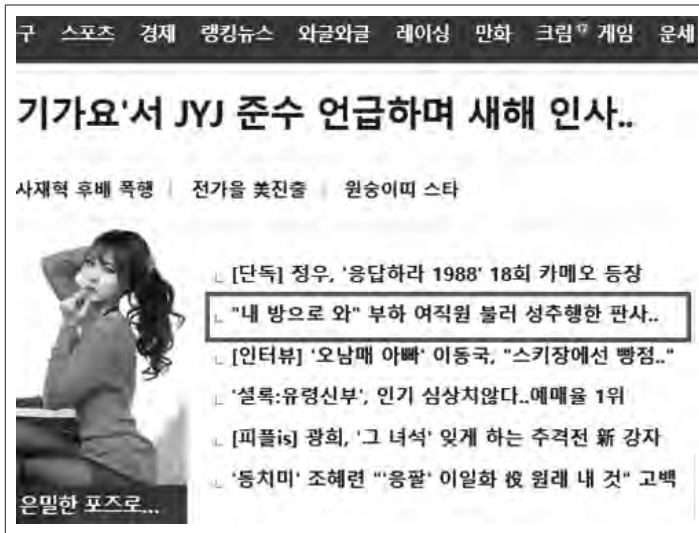 구 스포츠 경제 랭킹뉴스 와글와글 레이싱 만화 크림17 게임 운세
기가요'서 JYJ 준수 언급하며 새해 인사..
사재혁 후배 폭행 | 전가을 美진출 | 원숭이띠 스타
[단독] 정우, '응답하라 1988' 18회 카메오 등장
"내 방으로 와" 부하 여직원 불러 성추행한 판사..
[인터뷰] '오남매 아빠' 이동국, "스키장에선 빵점.."
'셜록:유령신부', 인기 심상치않다..예매율 1위
[피플is] 광희, '그 녀석' 잊게 하는 추격전 新 강자
'동치미' 조혜련 "'응팔' 이일화 役 원래 내 것" 고백
은밀한 포즈로...